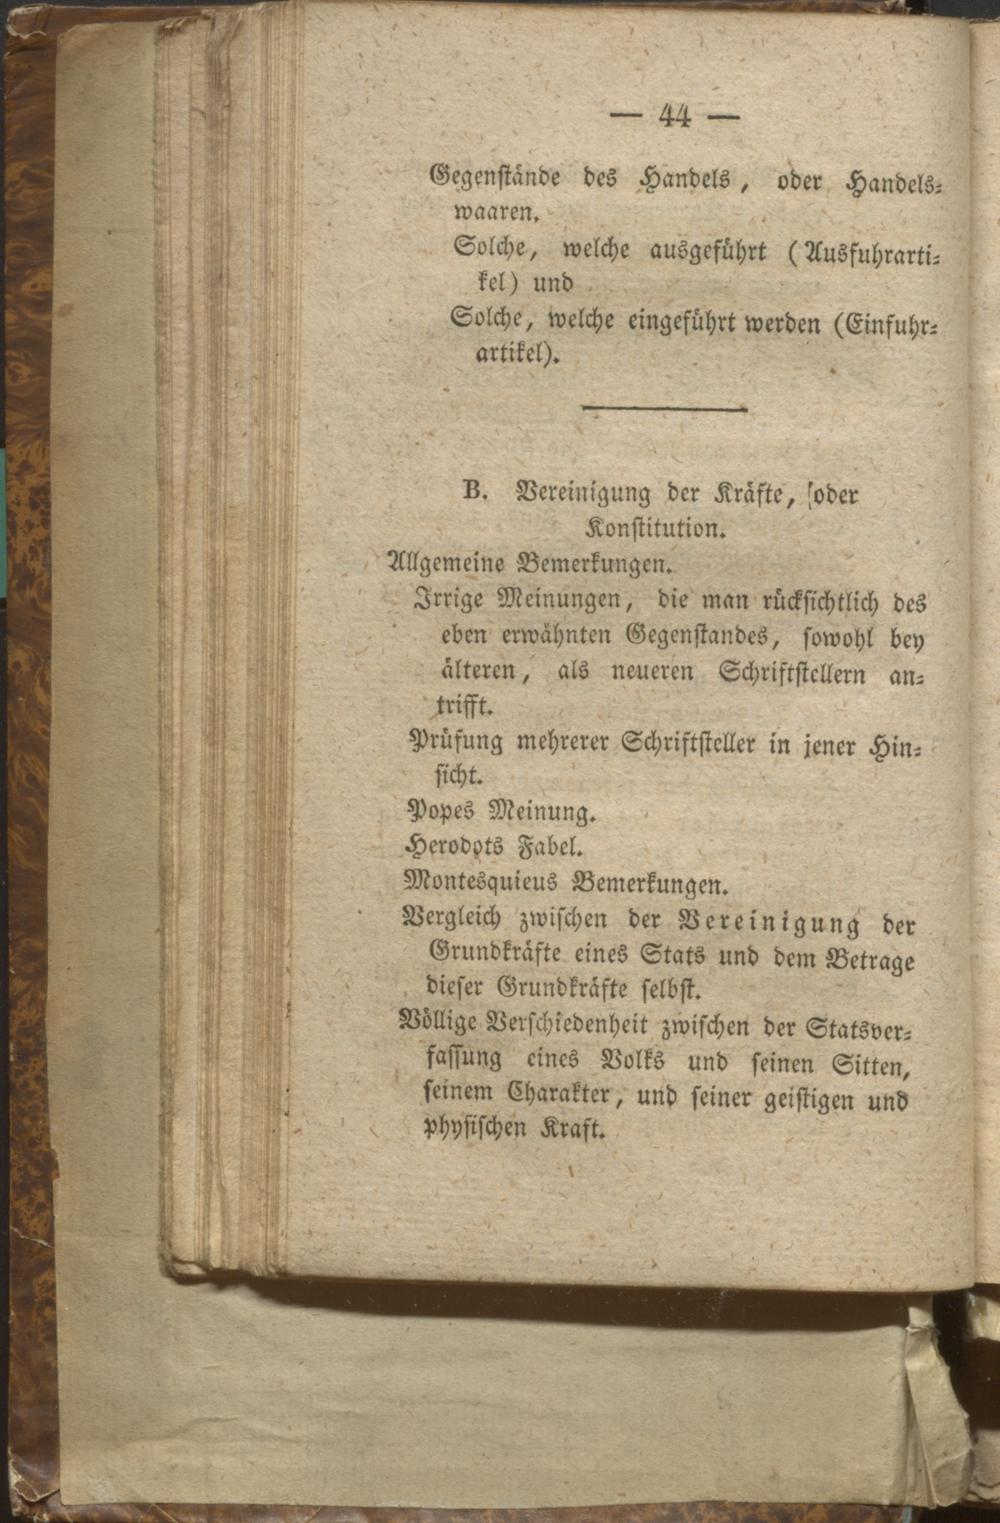 — 44 —
Gegenstände des Handels, oder Handels-
waaren.
Solche, welche ausgeführt (Ausfuhrarti-
kel) und
Solche, welche eingeführt werden (Einfuhr-
artikel).
B. Vereinigung der Kräfte, oder
Konstitution.
Allgemeine Bemerkungen.
Irrige Meinungen, die man rücksichtlich des
eben erwähnten Gegenstandes, sowohl bey
älteren, als neueren Schriftstellern an-
trifft.
Prüfung mehrerer Schriftsteller in jener Hin-
sicht.
Popes Meinung.
Herodots Fabel.
Montesquieus Bemerkungen.
Vergleich zwischen der Vereinigung der
Grundkräfte eines Stats und dem Betrage
dieser Grundkräfte selbst.
Völlige Verschiedenheit zwischen der Statsver-
fassung eines Volks und seinen Sitten,
seinem Charakter, und seiner geistigen und
physischen Kraft.